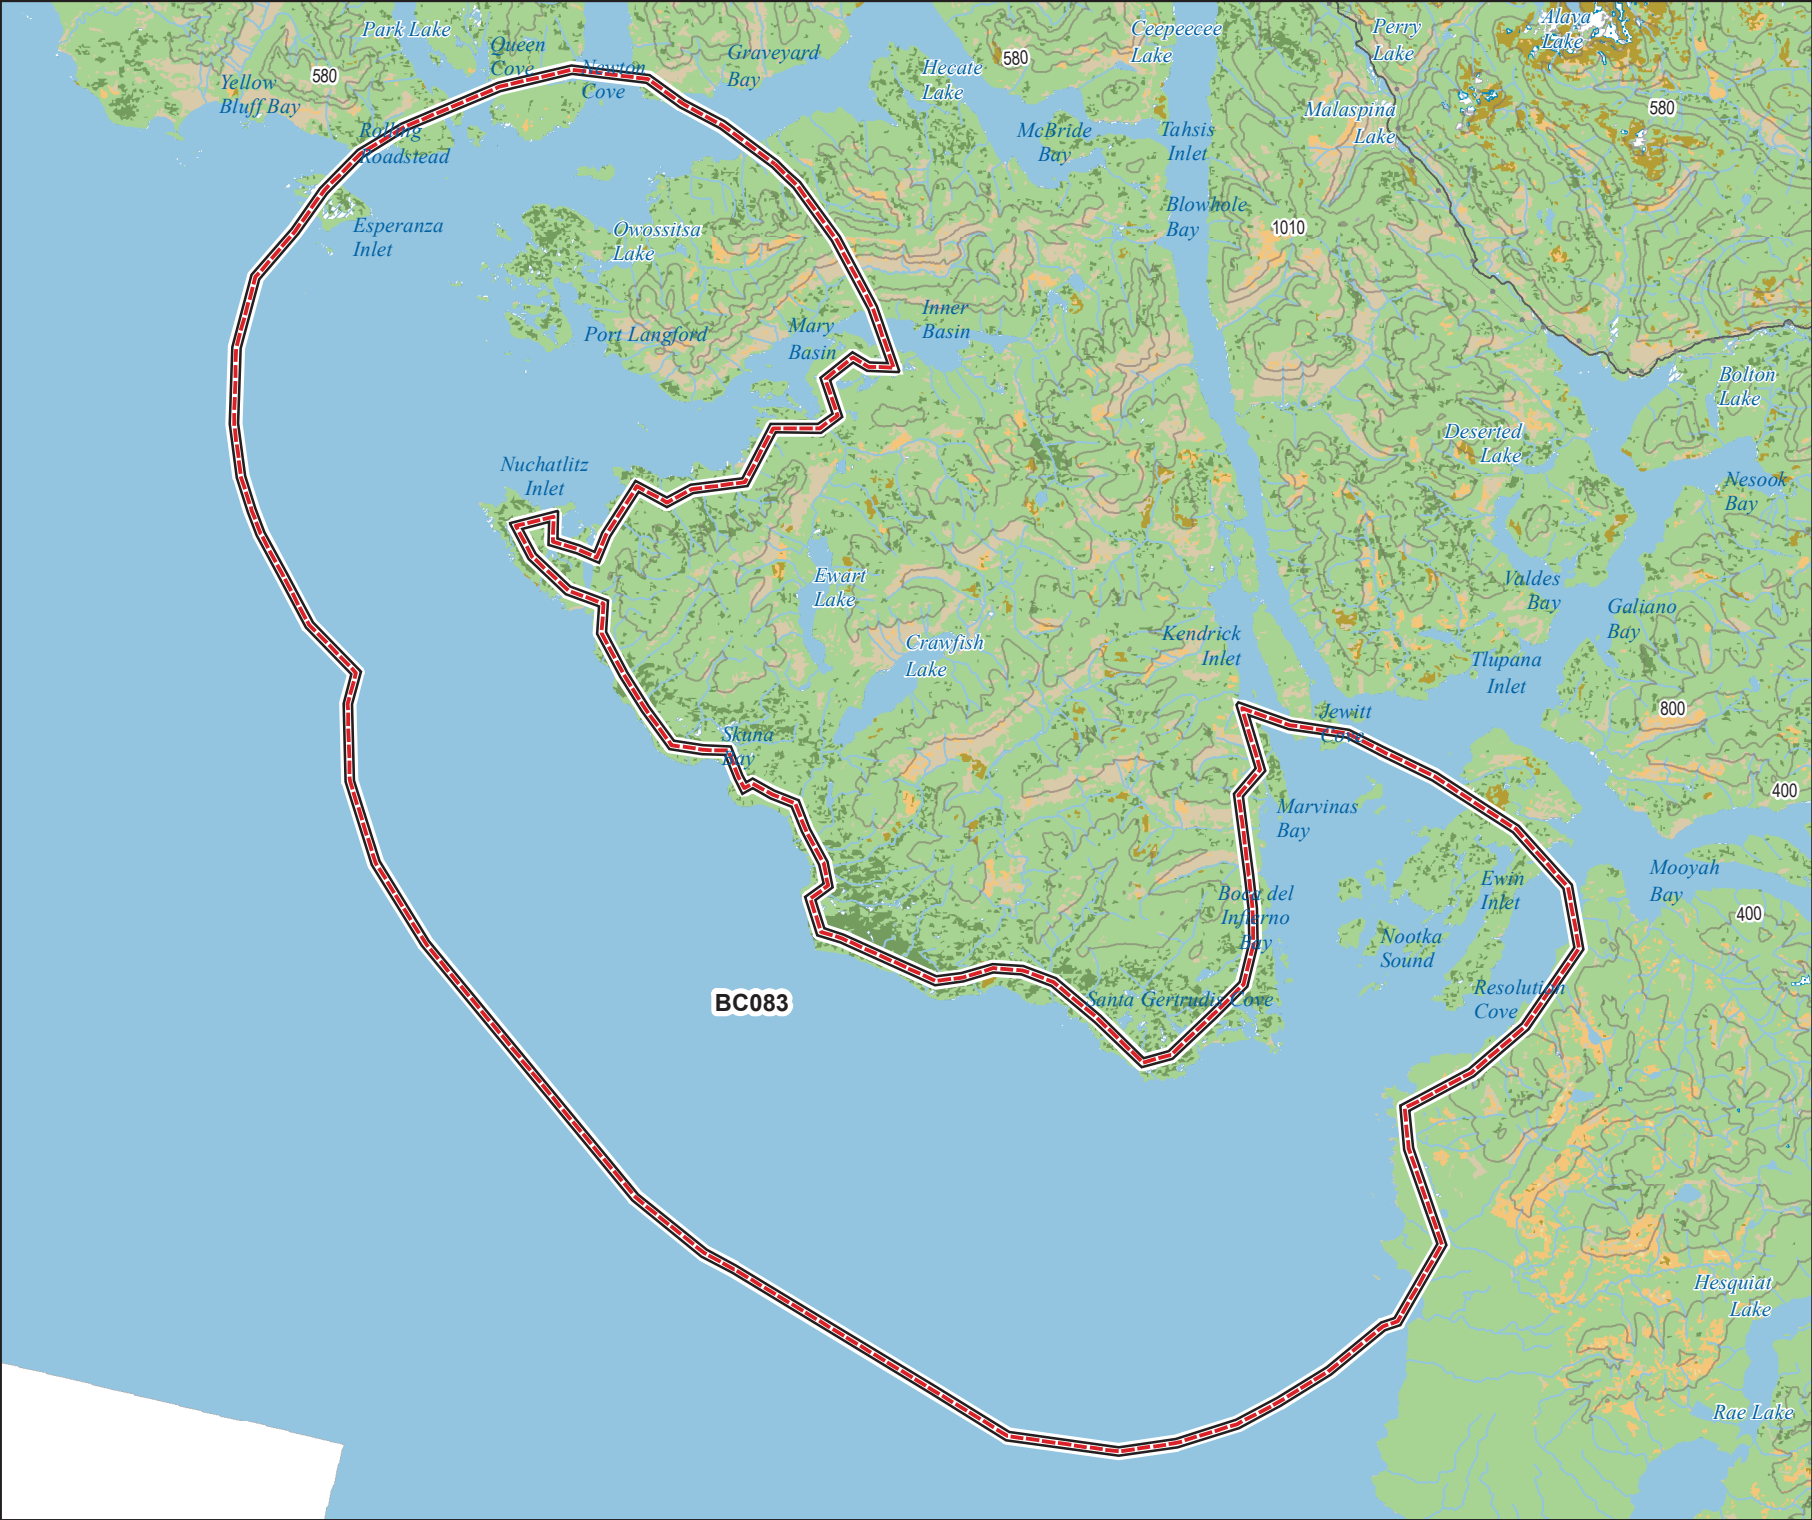 Park Lake
Queen
Cove
Newton
Cove
Graveyard
Bay
Yellow
Bluff Bay
580
Rolling
Roadstead
Esperanza
Inlet
Hecate
Lake
580
Ceepeecee
Lake
Perry
Lake
Alava
Lake
580
Malaspina
Lake
McBride
Bay
Tahsis
Inlet
Blowhole
Bay
1010
Owossitsa
Lake
Port Langford
Mary
Basin
Inner
Basin
Bolton
Lake
Deserted
Lake
Nesook
Bay
Nuchatlitz
Inlet
Ewart
Lake
Crawfish
Lake
Kendrick
Inlet
Valdes
Bay
Galiano
Bay
Tlupana
Inlet
800
Jewitt
Cove
Skuna
Bay
400
Marvinas
Bay
Mooyah
Bay
Ewin
Inlet
400
Boca del
Infierno
Bay
Nootka
Sound
Resolution
Cove
Santa Gertrudis Cove
BC083
Hesquiat
Lake
Rae Lake